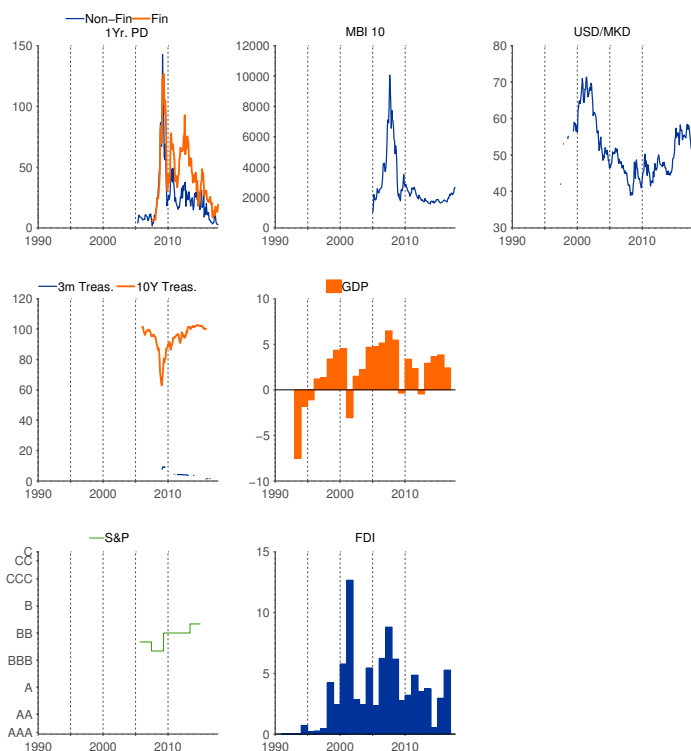 Non−Fin Fin
1Yr. PD
150
100
50
0
1990 2000 2010
MBI 10
12000
10000
8000
6000
4000
2000
0
1990 2000 2010
USD/MKD
80
70
60
50
40
30
1990 2000 2010
3m Treas. 10Y Treas.
120
100
80
60
40
20
0
1990 2000 2010
GDP
10
5
0
−5
−10
1990 2000 2010
S&P
C
CC
CCC
B
BB
BBB
A
AA
AAA
1990 2000 2010
FDI
15
10
5
0
1990 2000 2010